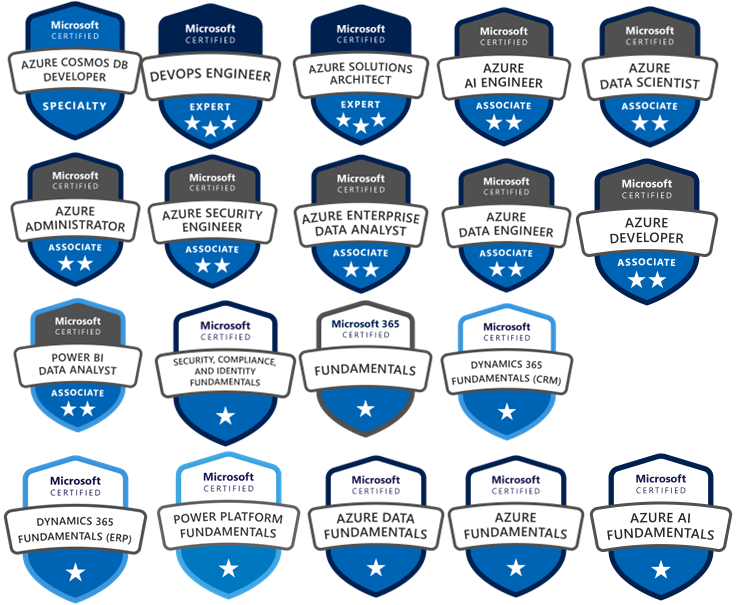 Microsoft
CERTIFIED
AZURE COSMOS DB
DEVELOPER
SPECIALTY
Microsoft
CERTIFIED
DEVOPS ENGINEER
EXPERT
Microsoft
CERTIFIED
AZURE SOLUTIONS
ARCHITECT
EXPERT
Microsoft
CERTIFIED
AZURE
AI ENGINEER
ASSOCIATE
Microsoft
CERTIFIED
AZURE
DATA SCIENTIST
ASSOCIATE
Microsoft
CERTIFIED
AZURE
ADMINISTRATOR
ASSOCIATE
Microsoft
CERTIFIED
AZURE SECURITY
ENGINEER
ASSOCIATE
Microsoft
CERTIFIED
AZURE ENTERPRISE
DATA ANALYST
ASSOCIATE
Microsoft
CERTIFIED
AZURE
DATA ENGINEER
ASSOCIATE
Microsoft
CERTIFIED
AZURE
DEVELOPER
ASSOCIATE
Microsoft
CERTIFIED
POWER BI
DATA ANALYST
ASSOCIATE
Microsoft
CERTIFIED
SECURITY, COMPLIANCE,
AND IDENTITY
FUNDAMENTALS
Microsoft 365
CERTIFIED
FUNDAMENTALS
Microsoft
CERTIFIED
DYNAMICS 365
FUNDAMENTALS (CRM)
Microsoft
CERTIFIED
DYNAMICS 365
FUNDAMENTALS (ERP)
Microsoft
CERTIFIED
POWER PLATFORM
FUNDAMENTALS
Microsoft
CERTIFIED
AZURE DATA
FUNDAMENTALS
Microsoft
CERTIFIED
AZURE
FUNDAMENTALS
Microsoft
CERTIFIED
AZURE AI
FUNDAMENTALS